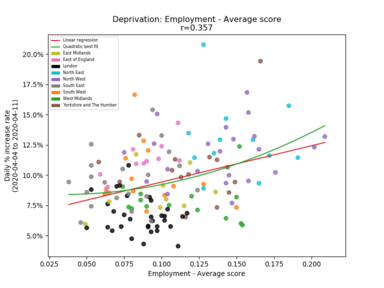 Deprivation: Employment - Average score
r=0.357
Daily % increase rate
(2020-04-04 to 2020-04-11)
20.0%
17.5%
15.0%
12.5%
10.0%
7.5%
5.0%
Linear regression
Quadratic best fit
East Midlands
East of England
London
North East
North West
South East
South West
West Midlands
Yorkshire and The Humber
0.025 0.050 0.075 0.100 0.125 0.150 0.175 0.200
Employment - Average score